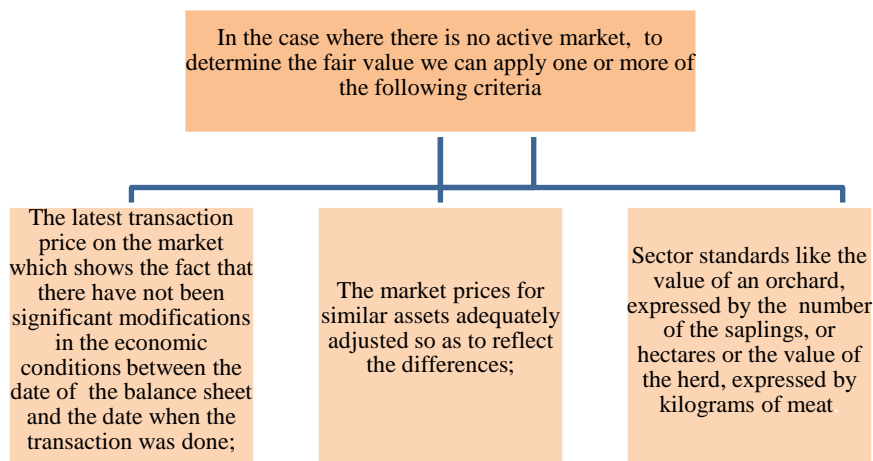 In the case where there is no active market, to
determine the fair value we can apply one or more of
the following criteria
The latest transaction
price on the market
which shows the fact that
there have not been
significant modifications
in the economic
conditions between the
date of the balance sheet
and the date when the
transaction was done;
The market prices for
similar assets adequately
adjusted so as to reflect
the differences;
Sector standards like the
value of an orchard,
expressed by the number
of the saplings, or
hectares or the value of
the herd, expressed by
kilograms of meat